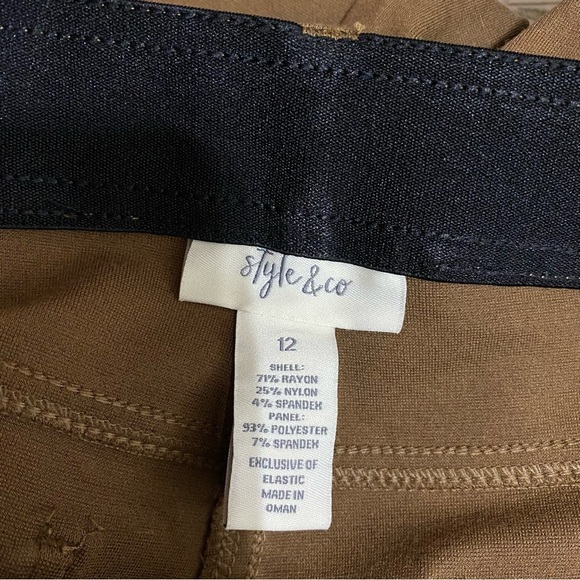 style & co
12
SHELL:
71% RAYON
25% NYLON
4% SPANDEX
PANEL:
93% POLYESTER
7% SPANDEX
EXCLUSIVE OF
ELASTIC
MADE IN
OMAN